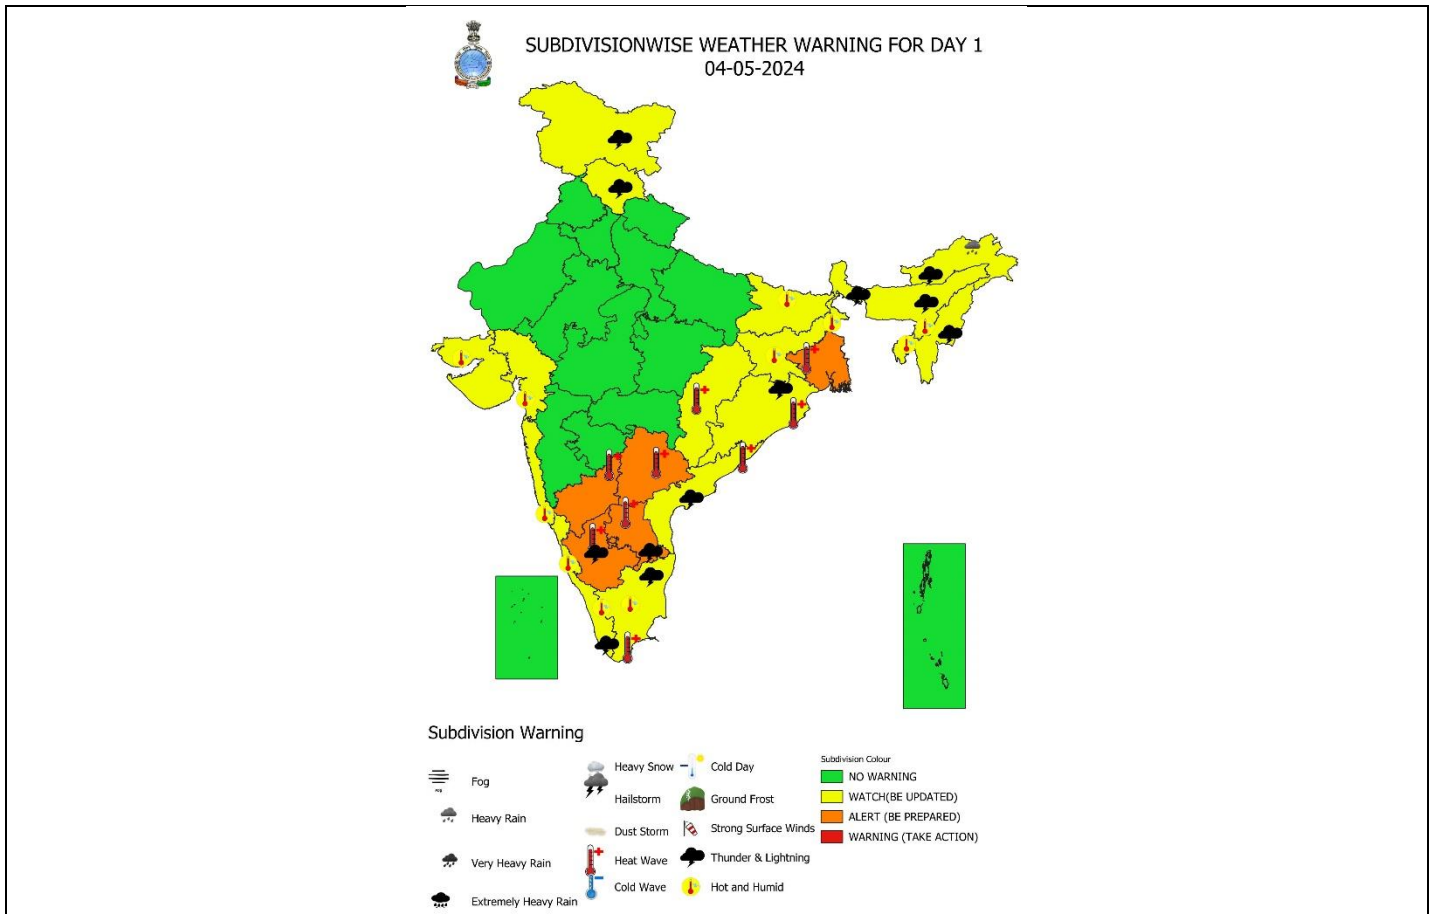 SUBDIVISIONWISE WEATHER WARNING FOR DAY 1
04-05-2024
Subdivision Warning
Fog
Heavy Rain
Very Heavy Rain
Extremely Heavy Rain
Heavy Snow
Hailstorm
Dust Storm
Heat Wave
Cold Wave
Cold Day
Ground Frost
Strong Surface Winds
Thunder & Lightning
Hot and Humid
Subdivision Colour
NO WARNING
WATCH(BE UPDATED)
ALERT (BE PREPARED)
WARNING (TAKE ACTION)